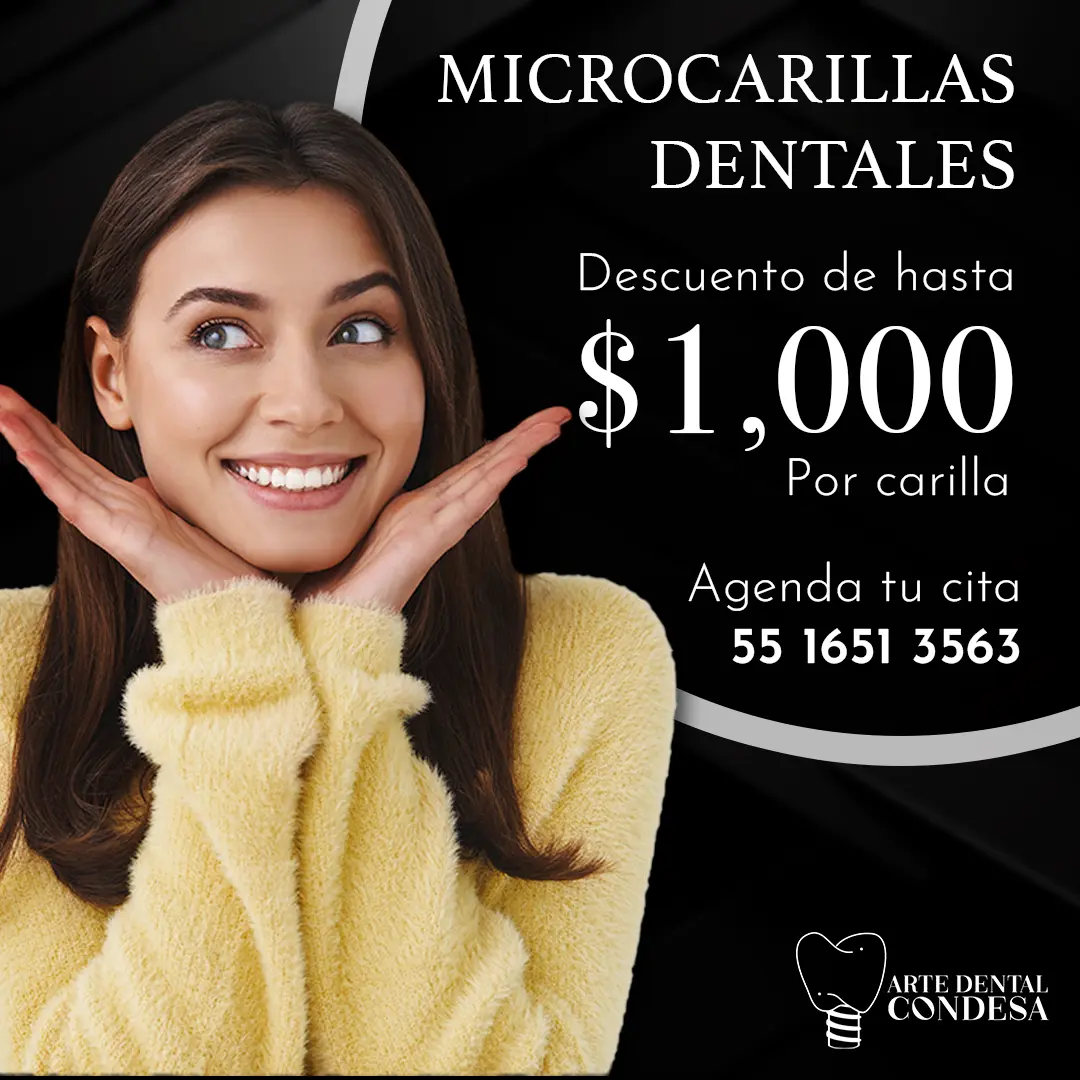 MICROCARILLAS
DENTALES
Descuento de hasta
$1,000
Por carilla
Agenda tu cita
55 1651 3563
ARTE DENTAL
CONDESA